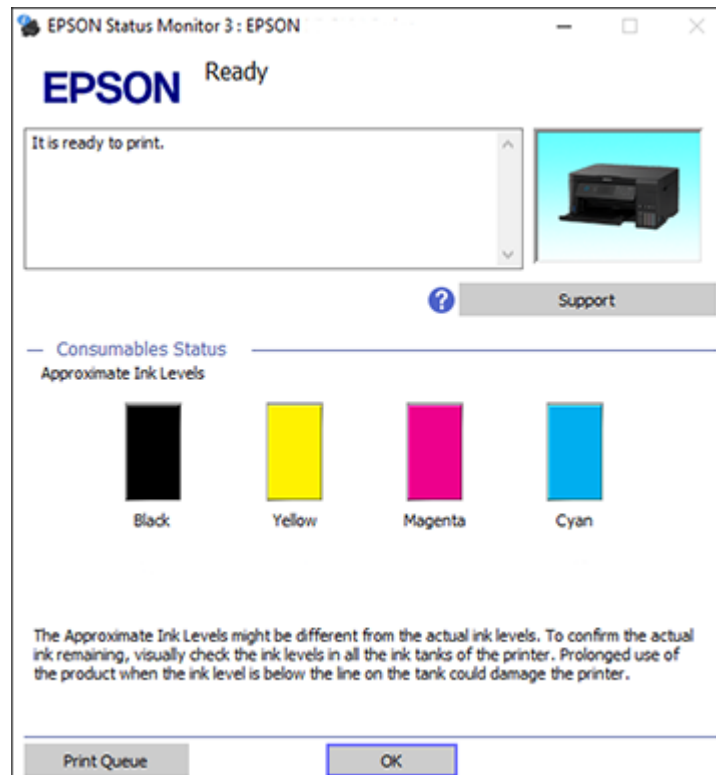 EPSON Status Monitor 3 : EPSON
EPSON
Ready
It is ready to print.
Support
Consumables Status
Approximate Ink Levels
Black Yellow Magenta Cyan
The Approximate Ink Levels might be different from the actual ink levels. To confirm the actual
ink remaining, visually check the ink levels in all the ink tanks of the printer. Prolonged use of
the product when the ink level is below the line on the tank could damage the printer.
Print Queue OK